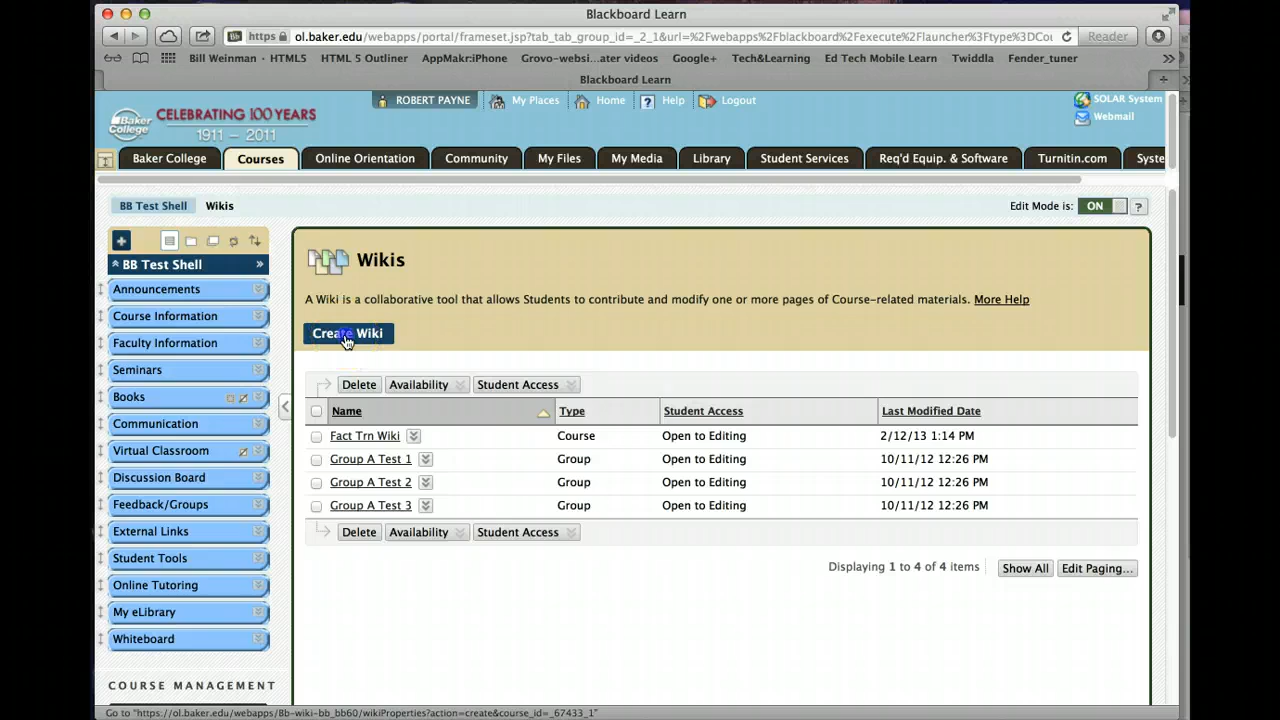 Blackboard Learn
https ol.baker.edu/webapps/portal/frameset.jsp?tab_tab_group_id=_2_1&url=%2Fwebapps%2Fblackboard%2Fexecute%2Flauncher%3Ftype%3DCou Reader
Bill Weinman · HTML5 HTML 5 Outliner AppMakr:iPhone Grovo-websi...ater videos Google+ Tech&Learning Ed Tech Mobile Learn Twiddla Fender_tuner
Blackboard Learn
ROBERT PAYNE My Places Home Help Logout
SOLAR System
Webmail
Baker College
CELEBRATING 100 YEARS
1911 – 2011
Baker College Courses Online Orientation Community My Files My Media Library Student Services Req'd Equip. & Software Turnitin.com Syste
BB Test Shell Wikis Edit Mode is: ON ?
BB Test Shell
Announcements
Course Information
Faculty Information
Seminars
Books
Communication
Virtual Classroom
Discussion Board
Feedback/Groups
External Links
Student Tools
Online Tutoring
My eLibrary
Whiteboard
COURSE MANAGEMENT
Wikis
A Wiki is a collaborative tool that allows Students to contribute and modify one or more pages of Course-related materials. More Help
Create Wiki
Delete Availability Student Access
Name Type Student Access Last Modified Date
Fact Trn Wiki Course Open to Editing 2/12/13 1:14 PM
Group A Test 1 Group Open to Editing 10/11/12 12:26 PM
Group A Test 2 Group Open to Editing 10/11/12 12:26 PM
Group A Test 3 Group Open to Editing 10/11/12 12:26 PM
Delete Availability Student Access
Displaying 1 to 4 of 4 items Show All Edit Paging...
Go to "https://ol.baker.edu/webapps/Bb-wiki-bb_bb60/wikiProperties?action=create&course_id=_67433_1"